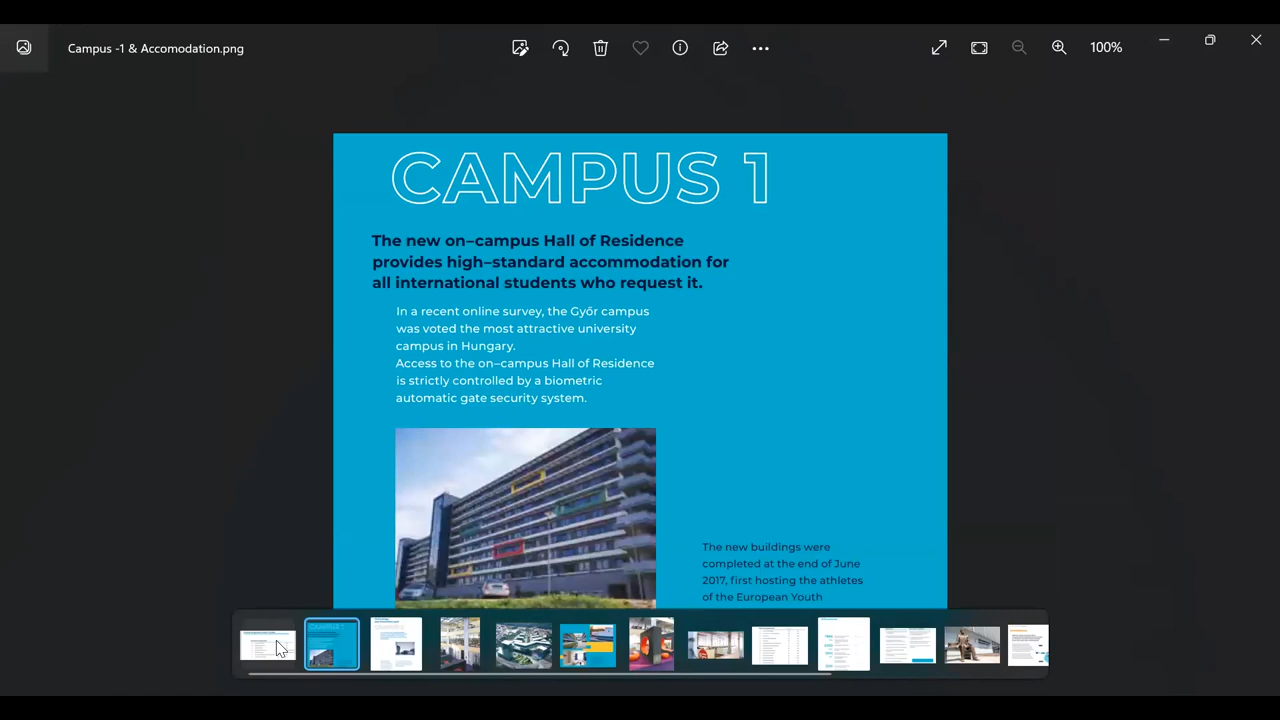 Campus -1 & Accomodation.png
100%
CAMPUS 1
The new on–campus Hall of Residence
provides high–standard accommodation for
all international students who request it.
In a recent online survey, the Győr campus
was voted the most attractive university
campus in Hungary.
Access to the on–campus Hall of Residence
is strictly controlled by a biometric
automatic gate security system.
The new buildings were
completed at the end of June
2017, first hosting the athletes
of the European Youth